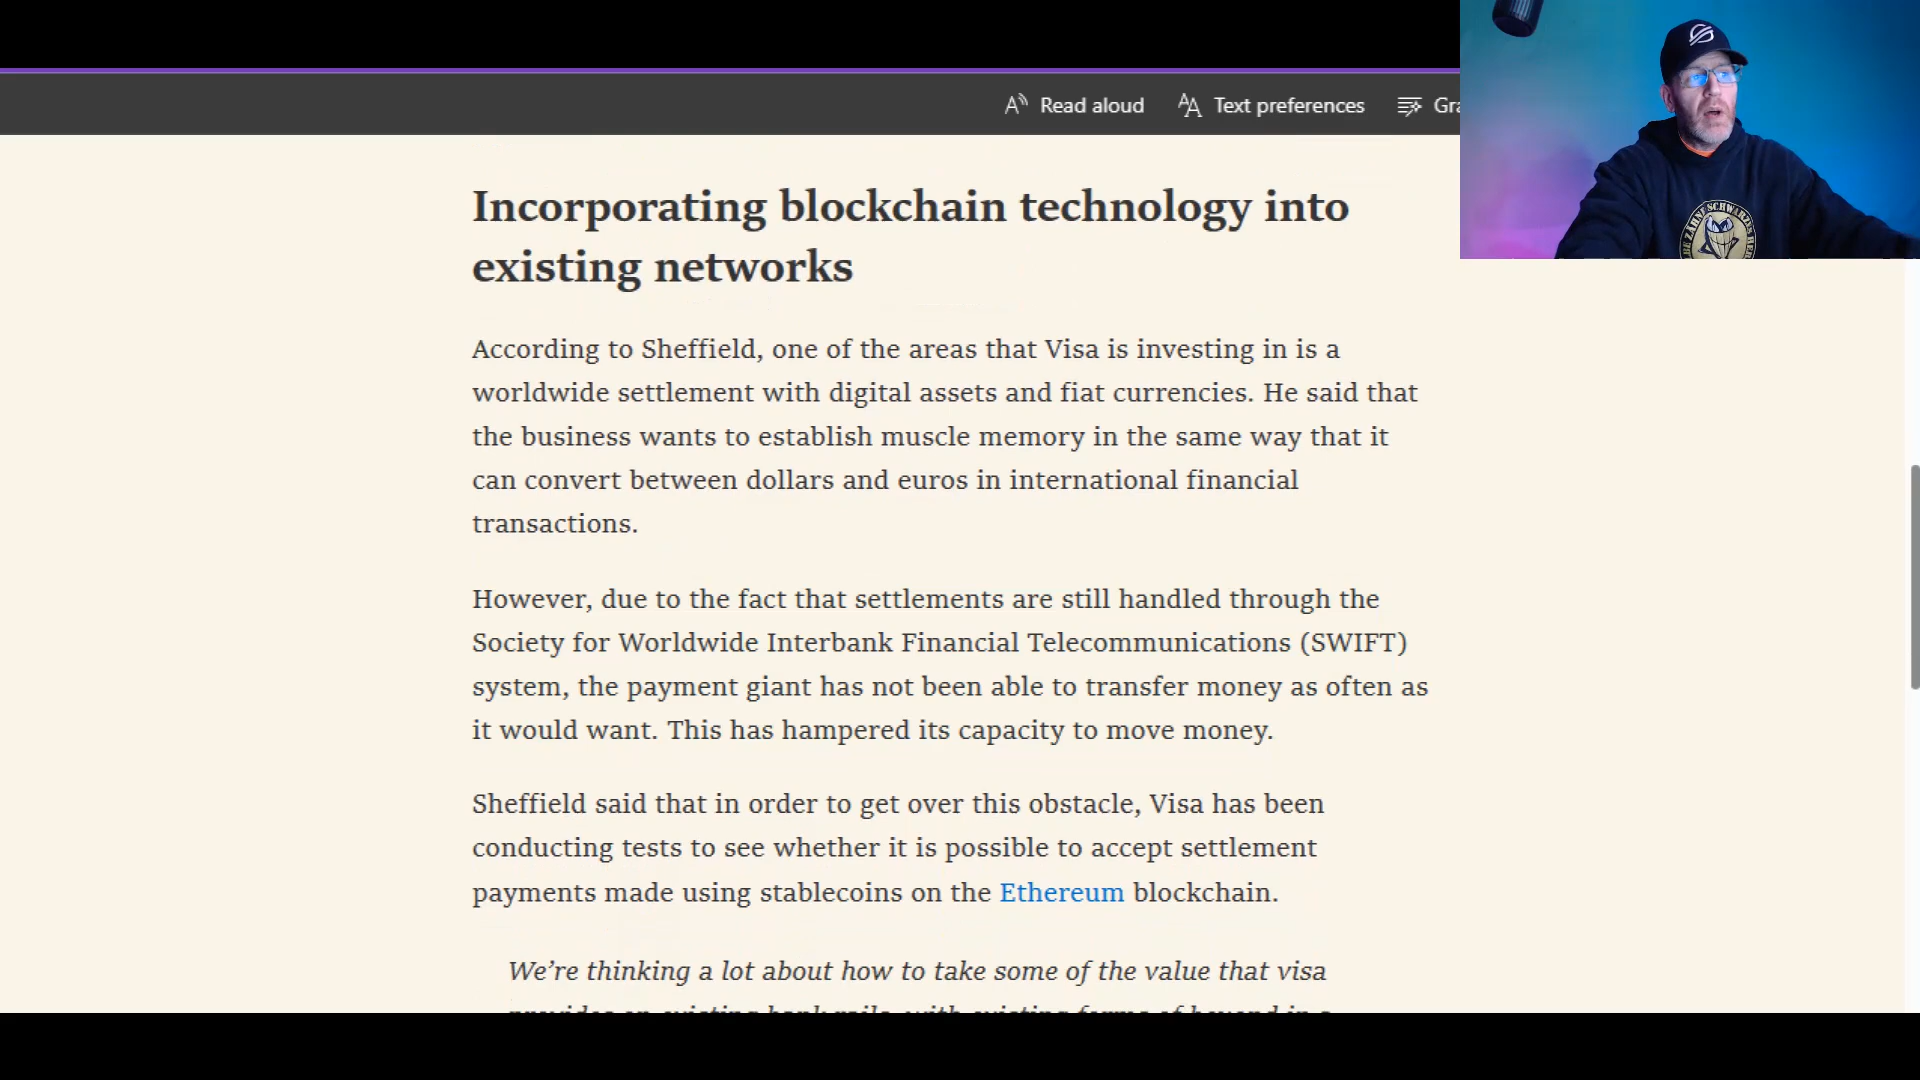 Read aloud
Text preferences
Gra
Incorporating blockchain technology into
existing networks
According to Sheffield, one of the areas that Visa is investing in is a
worldwide settlement with digital assets and fiat currencies. He said that
the business wants to establish muscle memory in the same way that it
can convert between dollars and euros in international financial
transactions.
However, due to the fact that settlements are still handled through the
Society for Worldwide Interbank Financial Telecommunications (SWIFT)
system, the payment giant has not been able to transfer money as often as
it would want. This has hampered its capacity to move money.
Sheffield said that in order to get over this obstacle, Visa has been
conducting tests to see whether it is possible to accept settlement
payments made using stablecoins on the Ethereum blockchain.
We're thinking a lot about how to take some of the value that visa